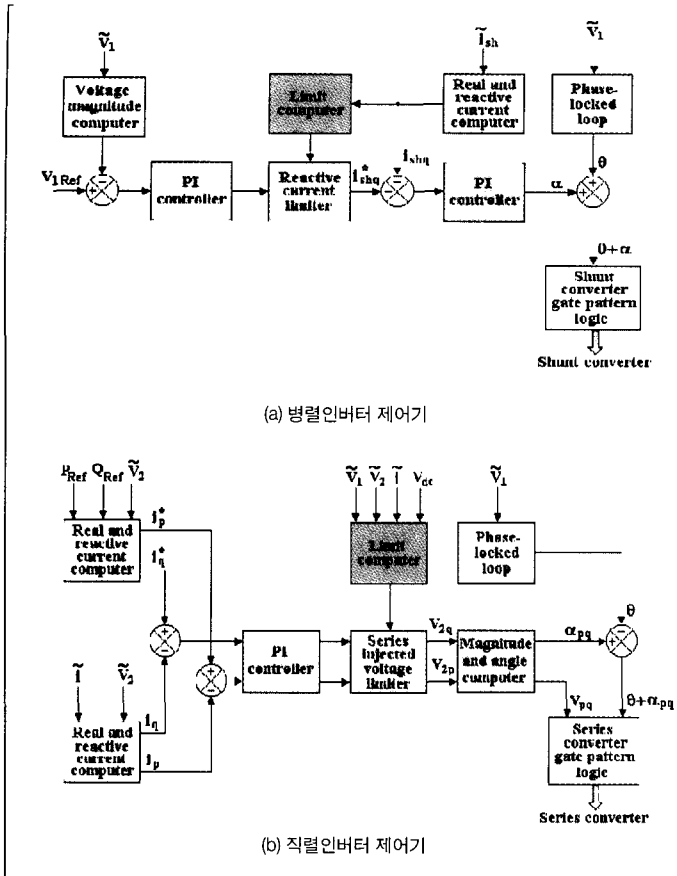 Ṽ₁
Voltage
magnitude
computer
V₁Ref
PI
controller
Limit
computer
Reactive
current
limiter
ĩsh
Real and
reactive
current
computer
i*shq
ishq
PI
controller
α
Ṽ₁
Phase-
locked
loop
θ
θ+α
Shunt
converter
gate pattern
logic
Shunt converter
(a) 병렬인버터 제어기
PRef QRef Ṽ₂
Real and
reactive
current
computer
i*p
i*q
ĩ Ṽ₂
Real and
reactive
current
computer
iq
ip
PI
controller
Ṽ₁ Ṽ₂ ĩ Vdc
Limit
computer
Series
injected
voltage
limiter
V2q
V2p
Magnitude
and angle
computer
Ṽ₁
Phase-
locked loop
αpq
θ
Vpq
θ+αpq
Series
converter
gate pattern
logic
Series converter
(b) 직렬인버터 제어기